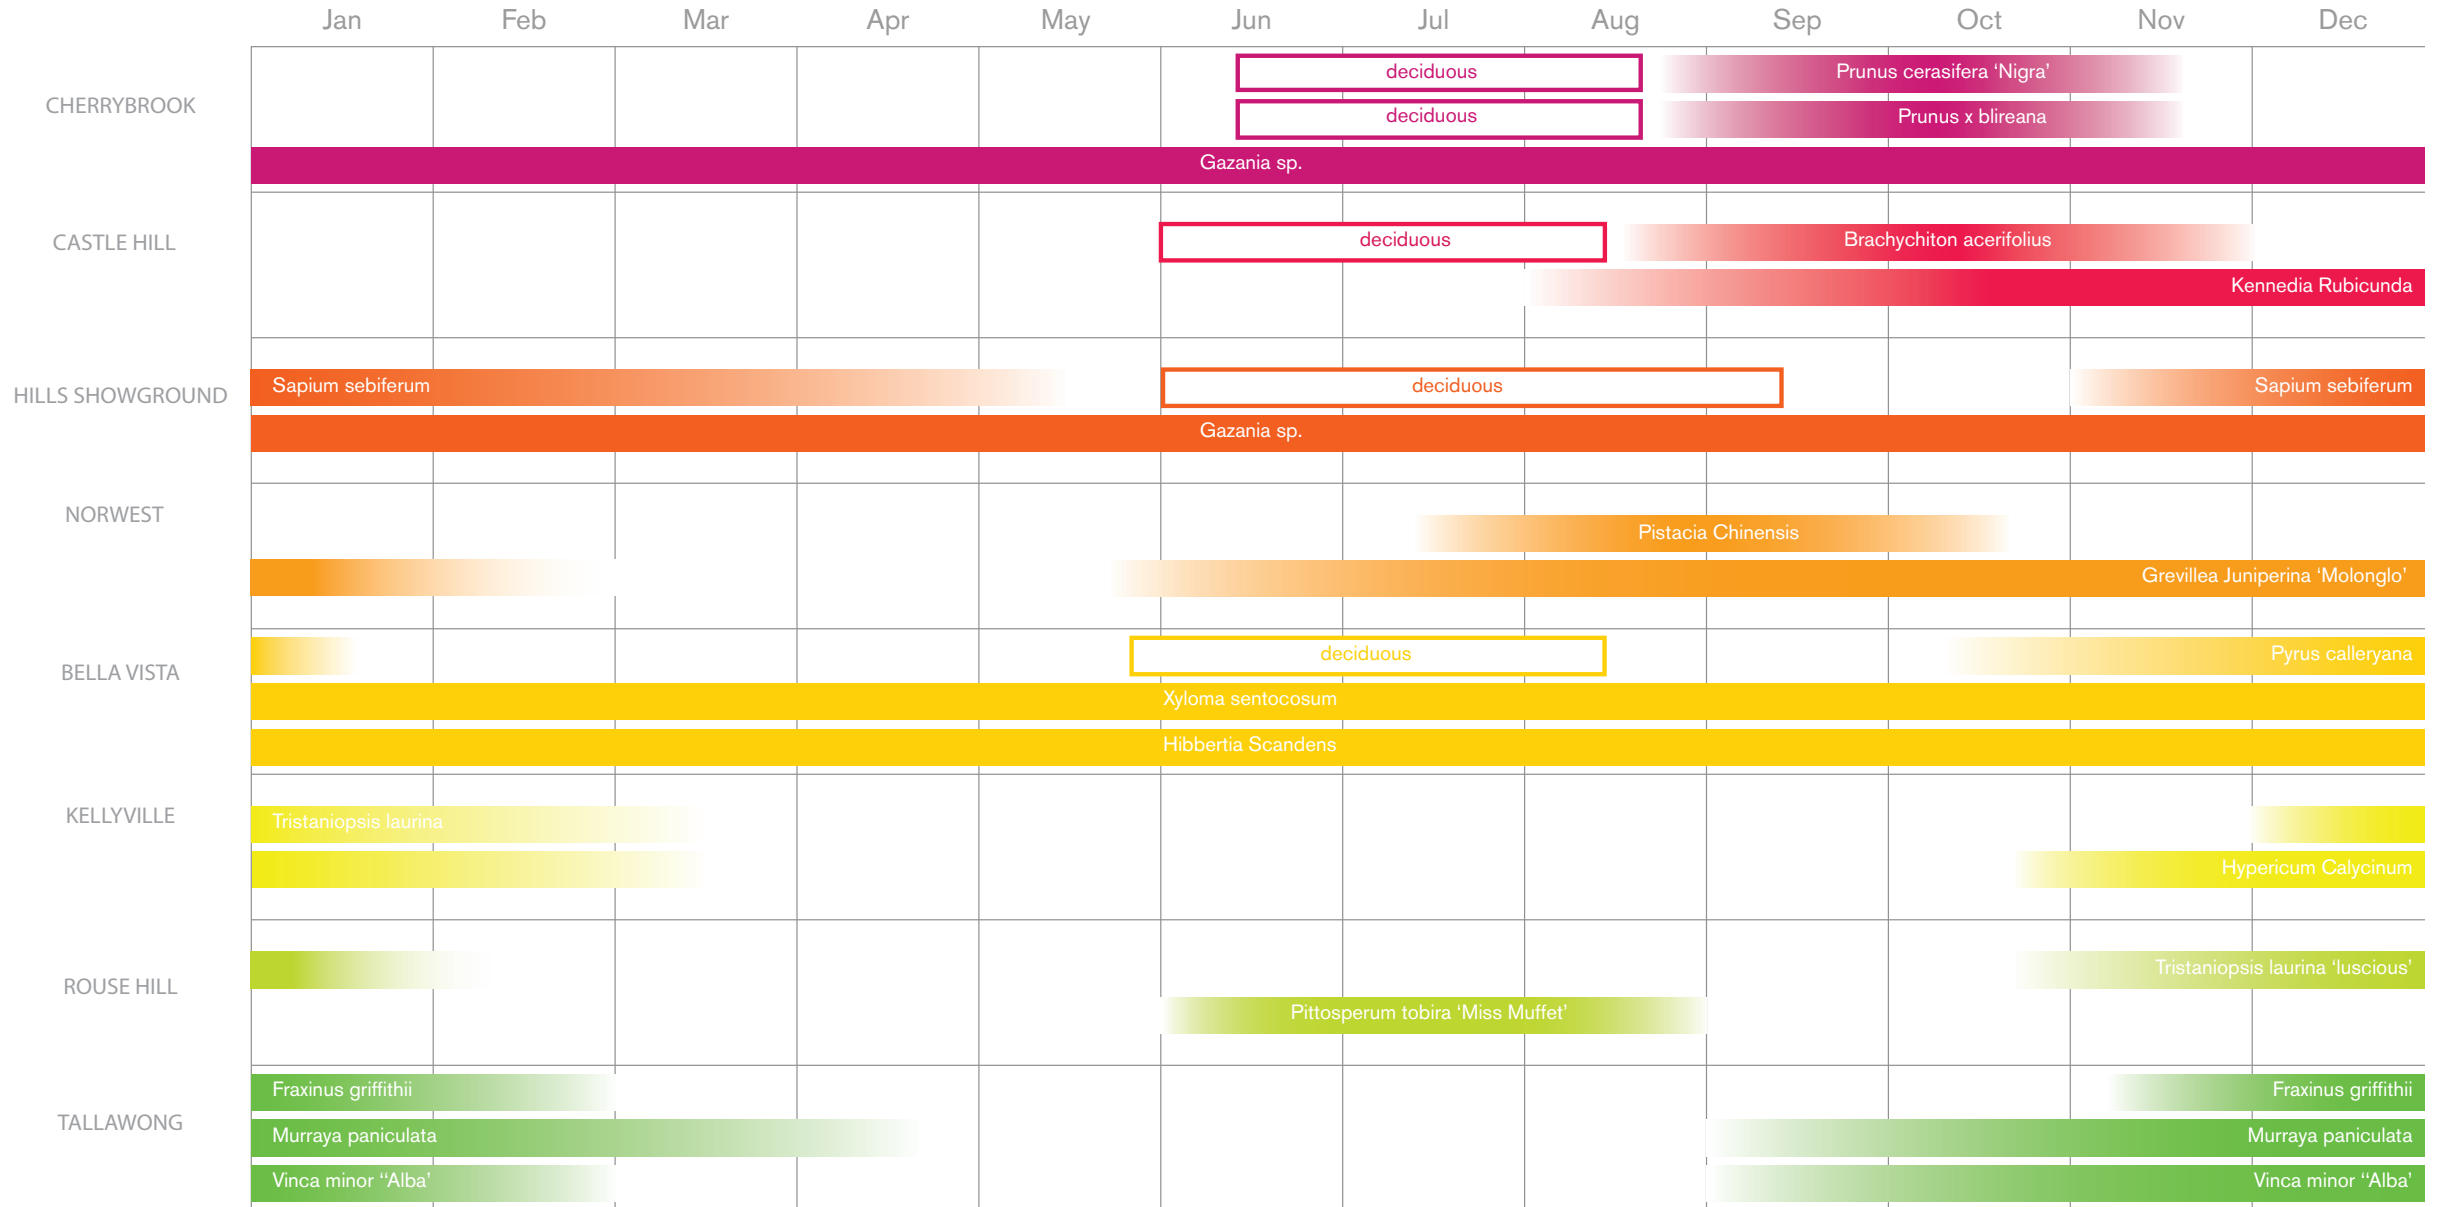 Jan Feb Mar Apr May Jun Jul Aug Sep Oct Nov Dec
CHERRYBROOK
deciduous Prunus cerasifera ‘Nigra’
deciduous Prunus x blireana
Gazania sp.
CASTLE HILL
deciduous Brachychiton acerifolius
Kennedia Rubicunda
HILLS SHOWGROUND
Sapium sebiferum deciduous Sapium sebiferum
Gazania sp.
NORWEST
Pistacia Chinensis
Grevillea Juniperina ‘Molonglo’
BELLA VISTA
deciduous Pyrus calleryana
Xyloma sentocosum
Hibbertia Scandens
KELLYVILLE
Tristaniopsis laurina
Hypericum Calycinum
ROUSE HILL
Tristaniopsis laurina ‘luscious’
Pittosperum tobira ‘Miss Muffet’
TALLAWONG
Fraxinus griffithii Fraxinus griffithii
Murraya paniculata Murraya paniculata
Vinca minor “Alba’ Vinca minor “Alba’